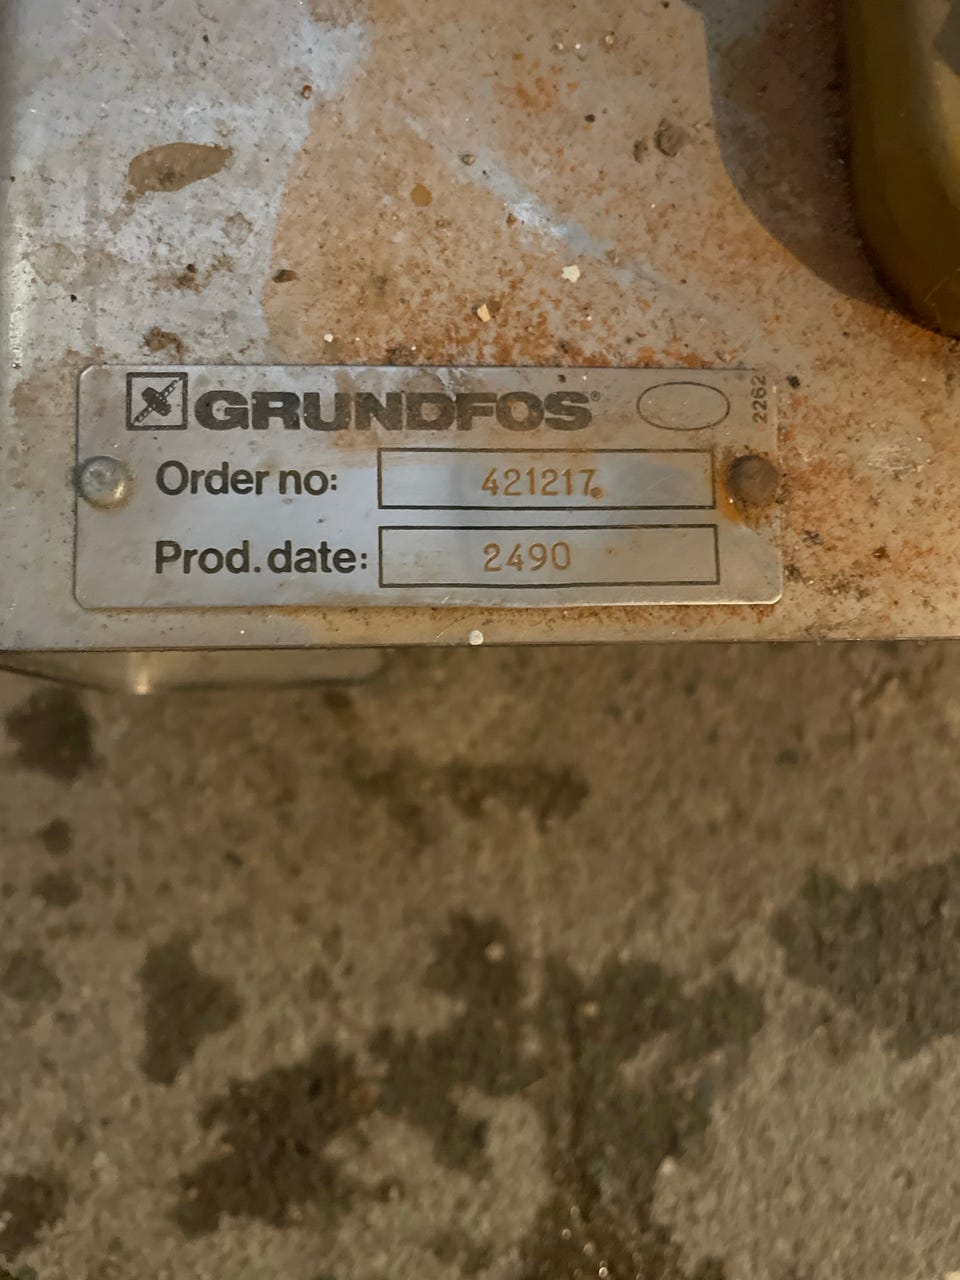 GRUNDFOS®
2262
Order no: 421217
Prod. date: 2490